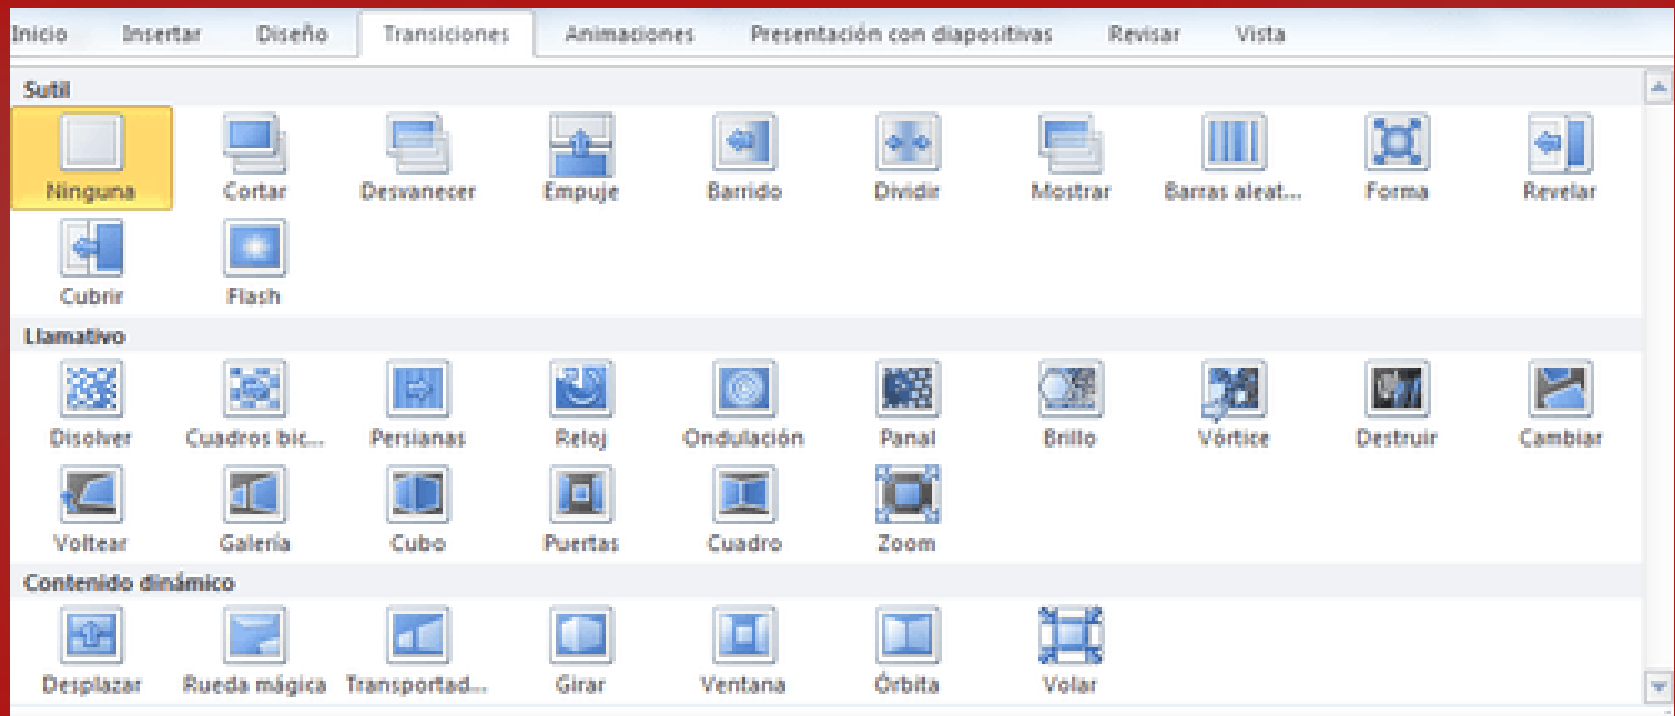 Inicio Insertar Diseño Transiciones Animaciones Presentación con diapositivas Revisar Vista
Sutil
Ninguna Cortar Desvanecer Empuje Barrido Dividir Mostrar Barras aleat... Forma Revelar
Cubrir Flash
Llamativo
Disolver Cuadros bic... Persianas Reloj Ondulación Panal Brillo Vórtice Destruir Cambiar
Voltear Galería Cubo Puertas Cuadro Zoom
Contenido dinámico
Desplazar Rueda mágica Transportad... Girar Ventana Órbita Volar